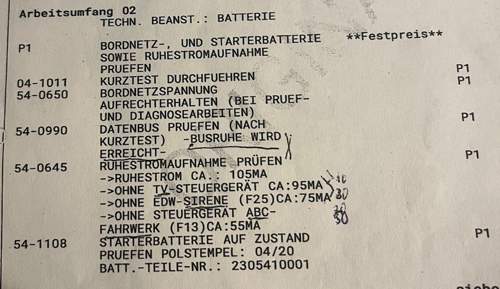 Arbeitsumfang 02
TECHN. BEANST.: BATTERIE
P1 BORDNETZ-, UND STARTERBATTERIE **Festpreis**
SOWIE RUHESTROMAUFNAHME
PRUEFEN P1
04-1011 KURZTEST DURCHFUEHREN P1
54-0650 BORDNETZSPANNUNG
AUFRECHTERHALTEN (BEI PRUEF-
UND DIAGNOSEARBEITEN) P1
54-0990 DATENBUS PRUEFEN (NACH
KURZTEST) -BUSRUHE WIRD
ERREICHT- P1
54-0645 RUHESTROMAUFNAHME PRÜFEN
->RUHESTROM CA.: 105MA
->OHNE TV-STEUERGERÄT CA:95MA 10
->OHNE EDW-SIRENE (F25)CA:75MA 30
->OHNE STEUERGERÄT ABC-
FAHRWERK (F13)CA:55MA 50
54-1108 STARTERBATTERIE AUF ZUSTAND P1
PRUEFEN POLSTEMPEL: 04/20
BATT.-TEILE-NR.: 2305410001